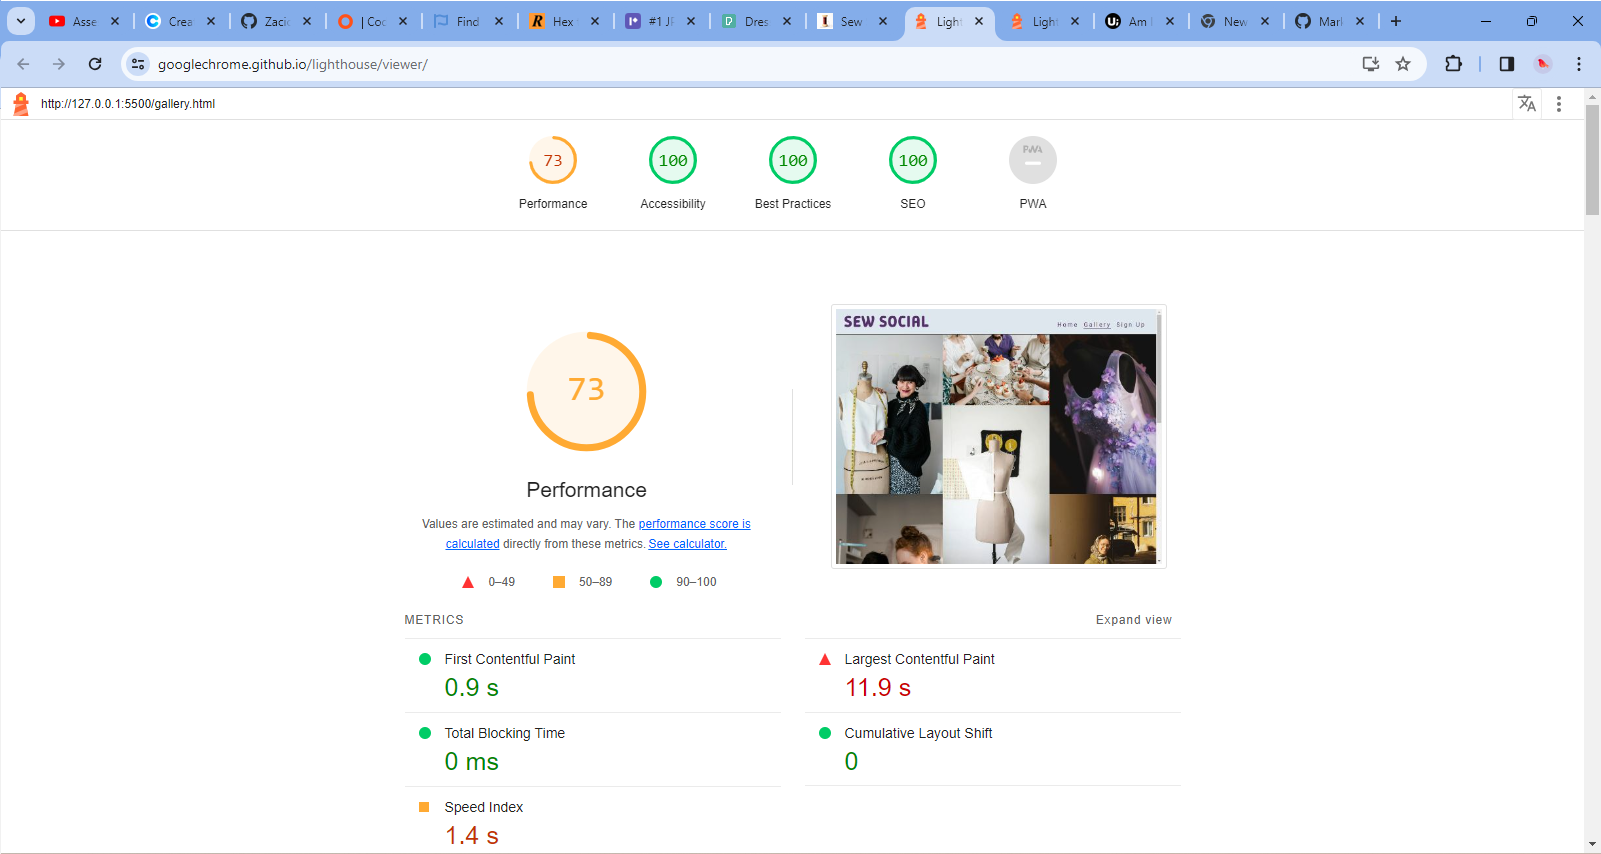 Asse
Crea
Zacic
| Coc
Find
Hex
#1 JP
Dres
Sew
Light
Light
Am I
New
Mark
googlechrome.github.io/lighthouse/viewer/
http://127.0.0.1:5500/gallery.html
73
100
100
100
PWA
Performance
Accessibility
Best Practices
SEO
PWA
73
Performance
Values are estimated and may vary. The performance score is
calculated directly from these metrics. See calculator.
0–49
50–89
90–100
SEW SOCIAL
Home Gallery Sign Up
METRICS
Expand view
First Contentful Paint
0.9 s
Largest Contentful Paint
11.9 s
Total Blocking Time
0 ms
Cumulative Layout Shift
0
Speed Index
1.4 s